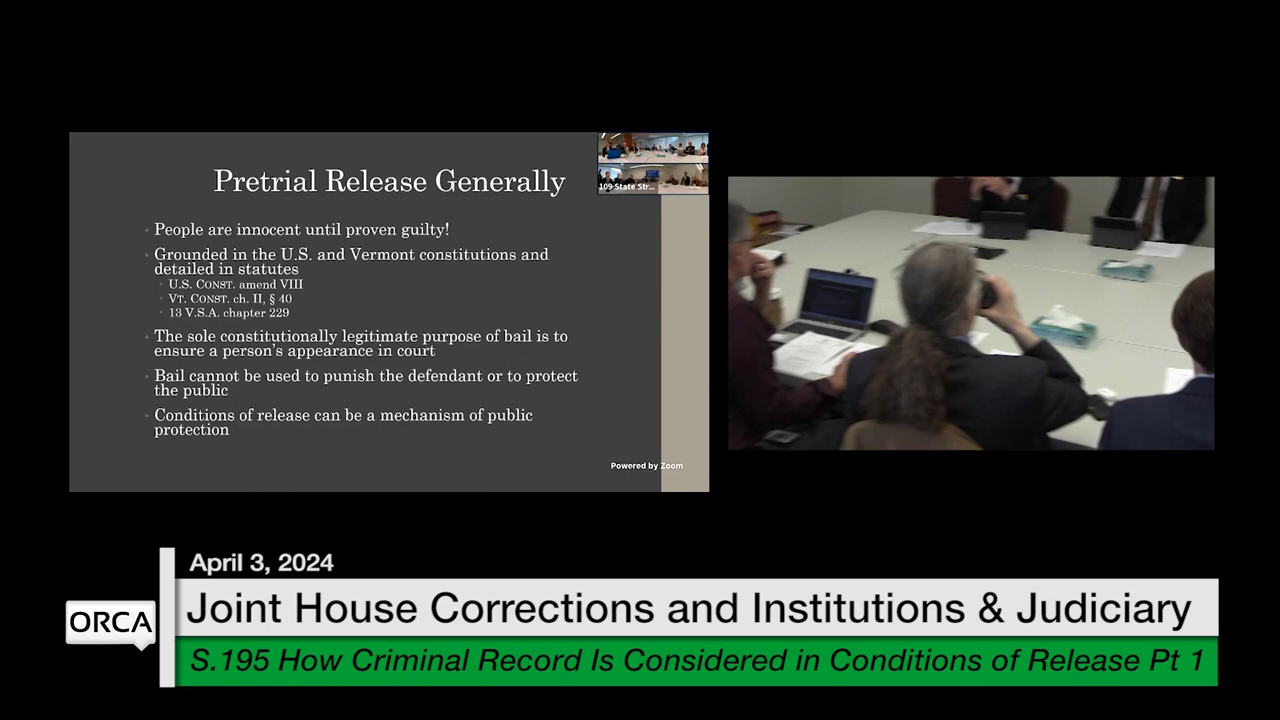 Pretrial Release Generally
109 State Str...
People are innocent until proven guilty!
Grounded in the U.S. and Vermont constitutions and
detailed in statutes
U.S. CONST. amend VIII
VT. CONST. ch. II, § 40
13 V.S.A. chapter 229
The sole constitutionally legitimate purpose of bail is to
ensure a person's appearance in court
Bail cannot be used to punish the defendant or to protect
the public
Conditions of release can be a mechanism of public
protection
Powered by Zoom
April 3, 2024
ORCA
Joint House Corrections and Institutions & Judiciary
S.195 How Criminal Record Is Considered in Conditions of Release Pt 1